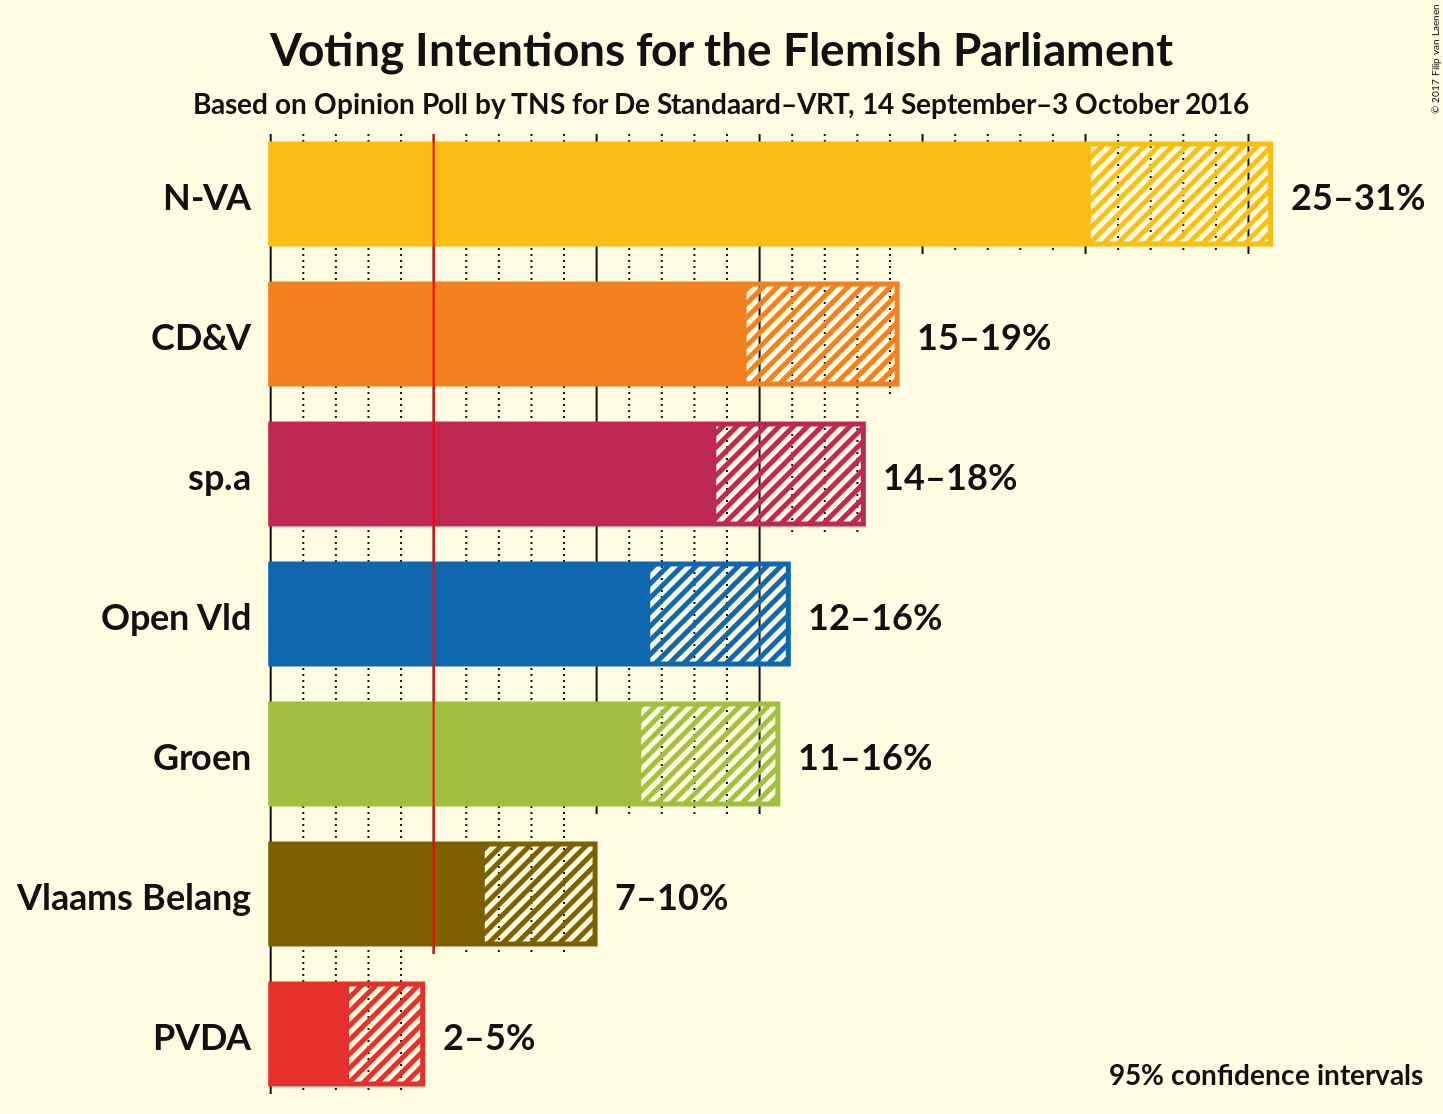 Voting Intentions for the Flemish Parliament
Based on Opinion Poll by TNS for De Standaard–VRT, 14 September–3 October 2016
N-VA
25–31%
CD&V
15–19%
sp.a
14–18%
Open Vld
12–16%
Groen
11–16%
Vlaams Belang
7–10%
PVDA
2–5%
95% confidence intervals
© 2017 Filip van Laenen